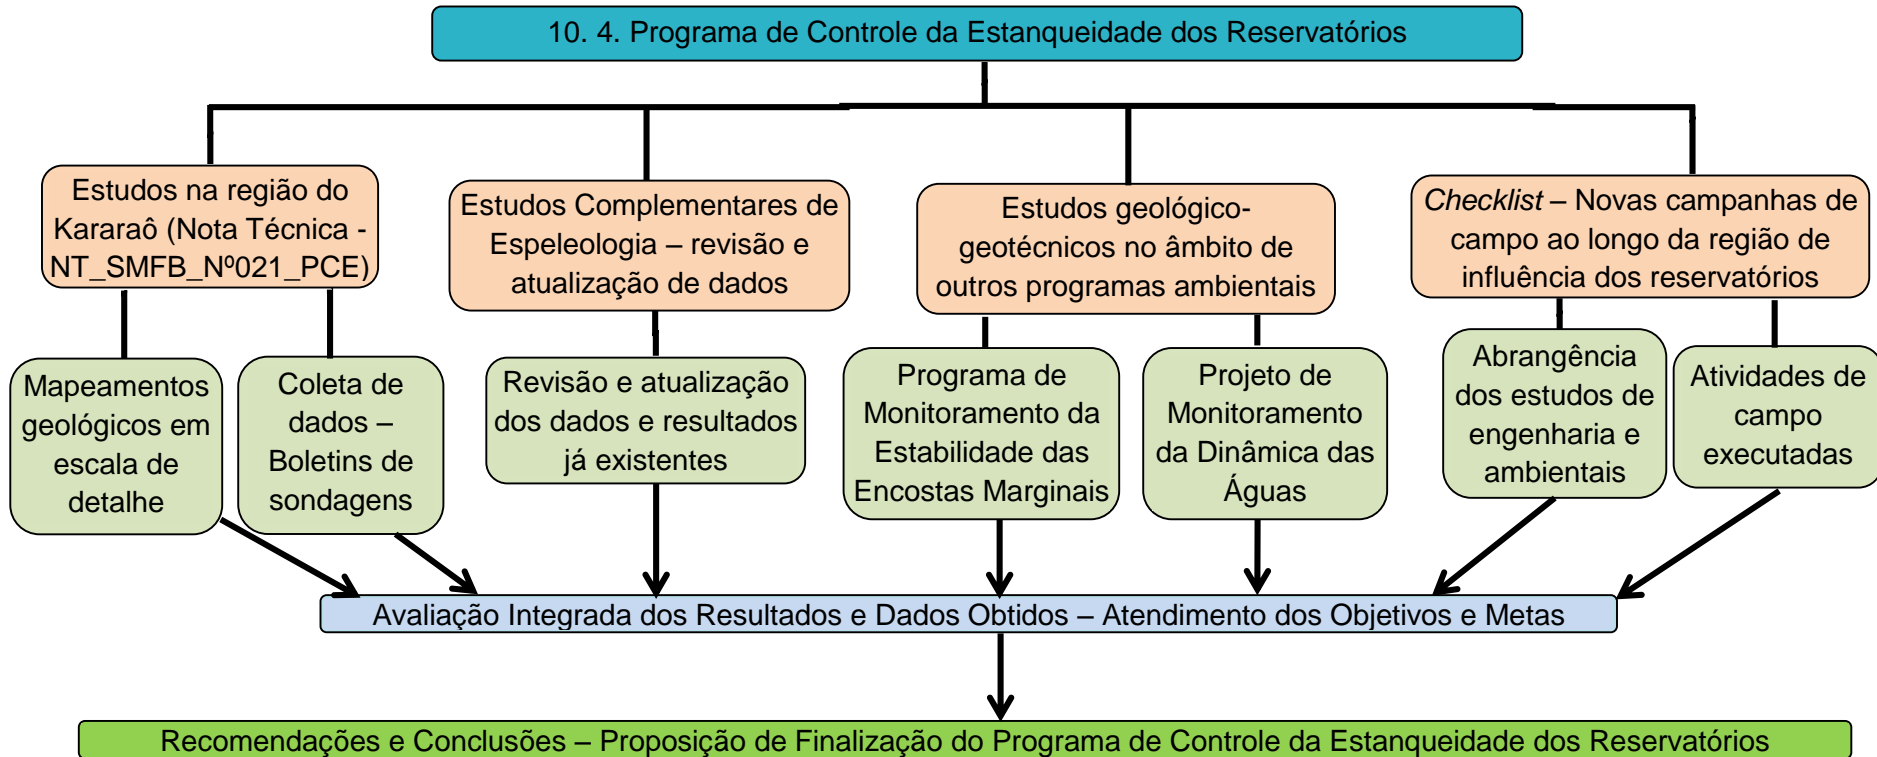 10. 4. Programa de Controle da Estanqueidade dos Reservatórios
Estudos na região do
Kararaô (Nota Técnica -
NT_SMFB_Nº021_PCE)
Estudos Complementares de
Espeleologia – revisão e
atualização de dados
Estudos geológico-
geotécnicos no âmbito de
outros programas ambientais
Checklist – Novas campanhas de
campo ao longo da região de
influência dos reservatórios
Mapeamentos
geológicos em
escala de
detalhe
Coleta de
dados –
Boletins de
sondagens
Revisão e atualização
dos dados e resultados
já existentes
Programa de
Monitoramento da
Estabilidade das
Encostas Marginais
Projeto de
Monitoramento
da Dinâmica das
Águas
Abrangência
dos estudos de
engenharia e
ambientais
Atividades de
campo
executadas
Avaliação Integrada dos Resultados e Dados Obtidos – Atendimento dos Objetivos e Metas
Recomendações e Conclusões – Proposição de Finalização do Programa de Controle da Estanqueidade dos Reservatórios